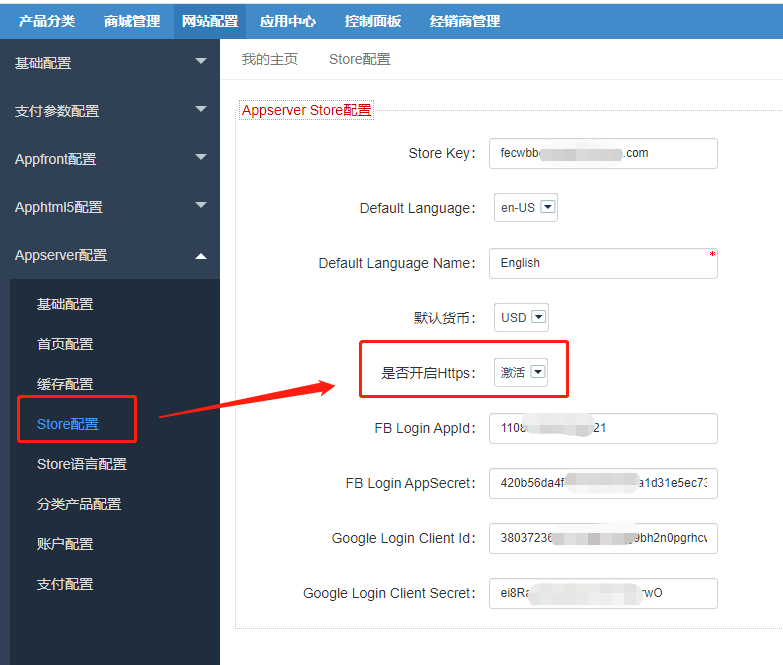 产品分类 商城管理 网站配置 应用中心 控制面板 经销商管理
基础配置
支付参数配置
Appfront配置
Apphtml5配置
Appserver配置
基础配置
首页配置
缓存配置
Store配置
Store语言配置
分类产品配置
账户配置
支付配置
我的主页 Store配置
Appserver Store配置
Store Key: fecwbb .com
Default Language: en-US
Default Language Name: English *
默认货币: USD
是否开启Https: 激活
FB Login AppId: 1108 21
FB Login AppSecret: 420b56da4f a1d31e5ec73
Google Login Client Id: 38037236 9bh2n0pgrhcv
Google Login Client Secret: ei8Ra rwO